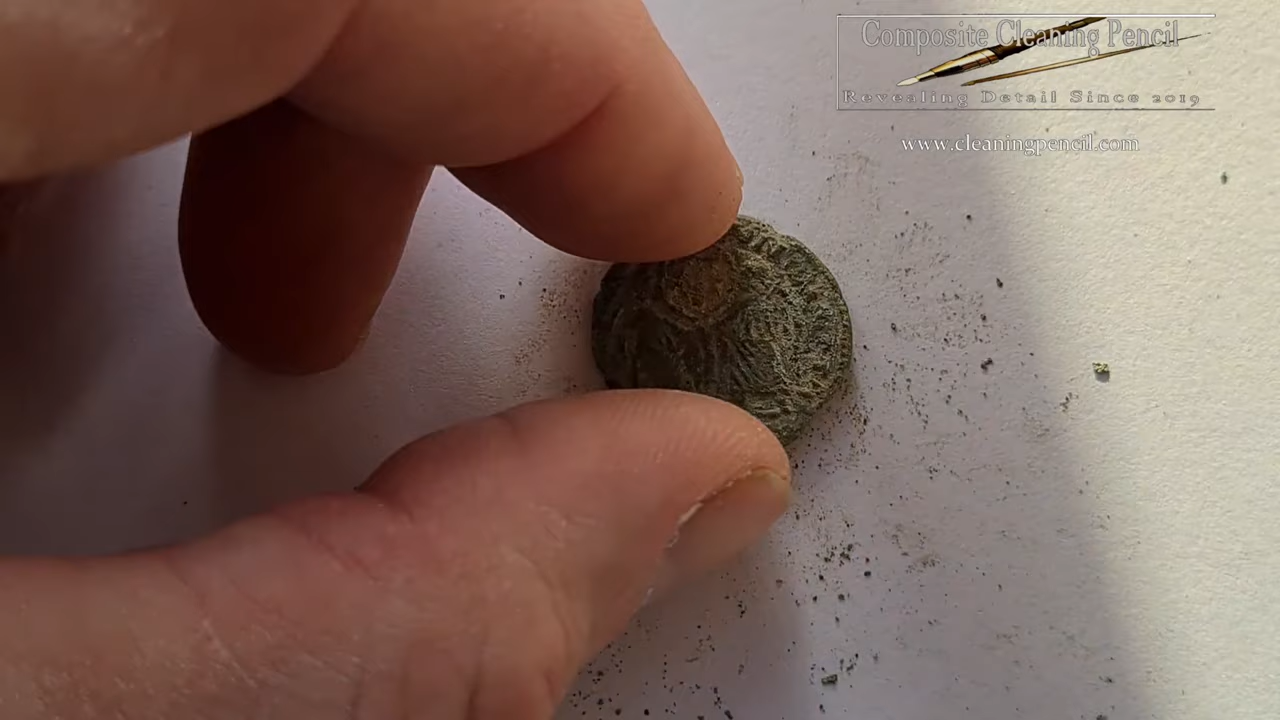 Composite Cleaning Pencil
Revealing Detail Since 2019
www.cleaningpencil.com